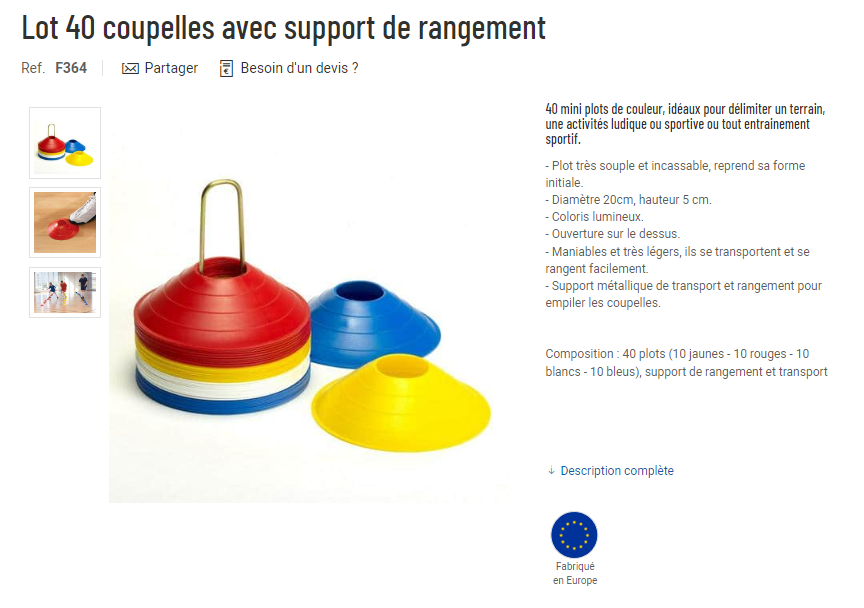 Lot 40 coupelles avec support de rangement
Ref. F364 Partager Besoin d'un devis ?
40 mini plots de couleur, idéaux pour délimiter un terrain,
une activités ludique ou sportive ou tout entrainement
sportif.
- Plot très souple et incassable, reprend sa forme
initiale.
- Diamètre 20cm, hauteur 5 cm.
- Coloris lumineux.
- Ouverture sur le dessus.
- Maniables et très légers, ils se transportent et se
rangent facilement.
- Support métallique de transport et rangement pour
empiler les coupelles.
Composition : 40 plots (10 jaunes - 10 rouges - 10
blancs - 10 bleus), support de rangement et transport
↓ Description complète
Fabriqué
en Europe